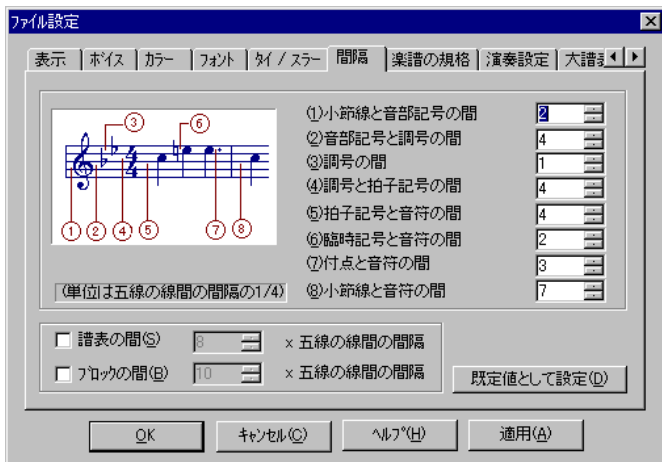 ファイル設定
表示 ボイス カラー フォント タイ / スラー 間隔 楽譜の規格 演奏設定 大譜表
③ ⑥
① ② ④ ⑤ ⑦ ⑧
(単位は五線の線間の間隔の1/4)
(1)小節線と音部記号の間 2
(2)音部記号と調号の間 4
(3)調号の間 1
(4)調号と拍子記号の間 4
(5)拍子記号と音符の間 4
(6)臨時記号と音符の間 2
(7)付点と音符の間 3
(8)小節線と音符の間 7
譜表の間(S) 8 x 五線の線間の間隔
ブロックの間(B) 10 x 五線の線間の間隔
既定値として設定(D)
OK キャンセル(C) ヘルプ(H) 適用(A)